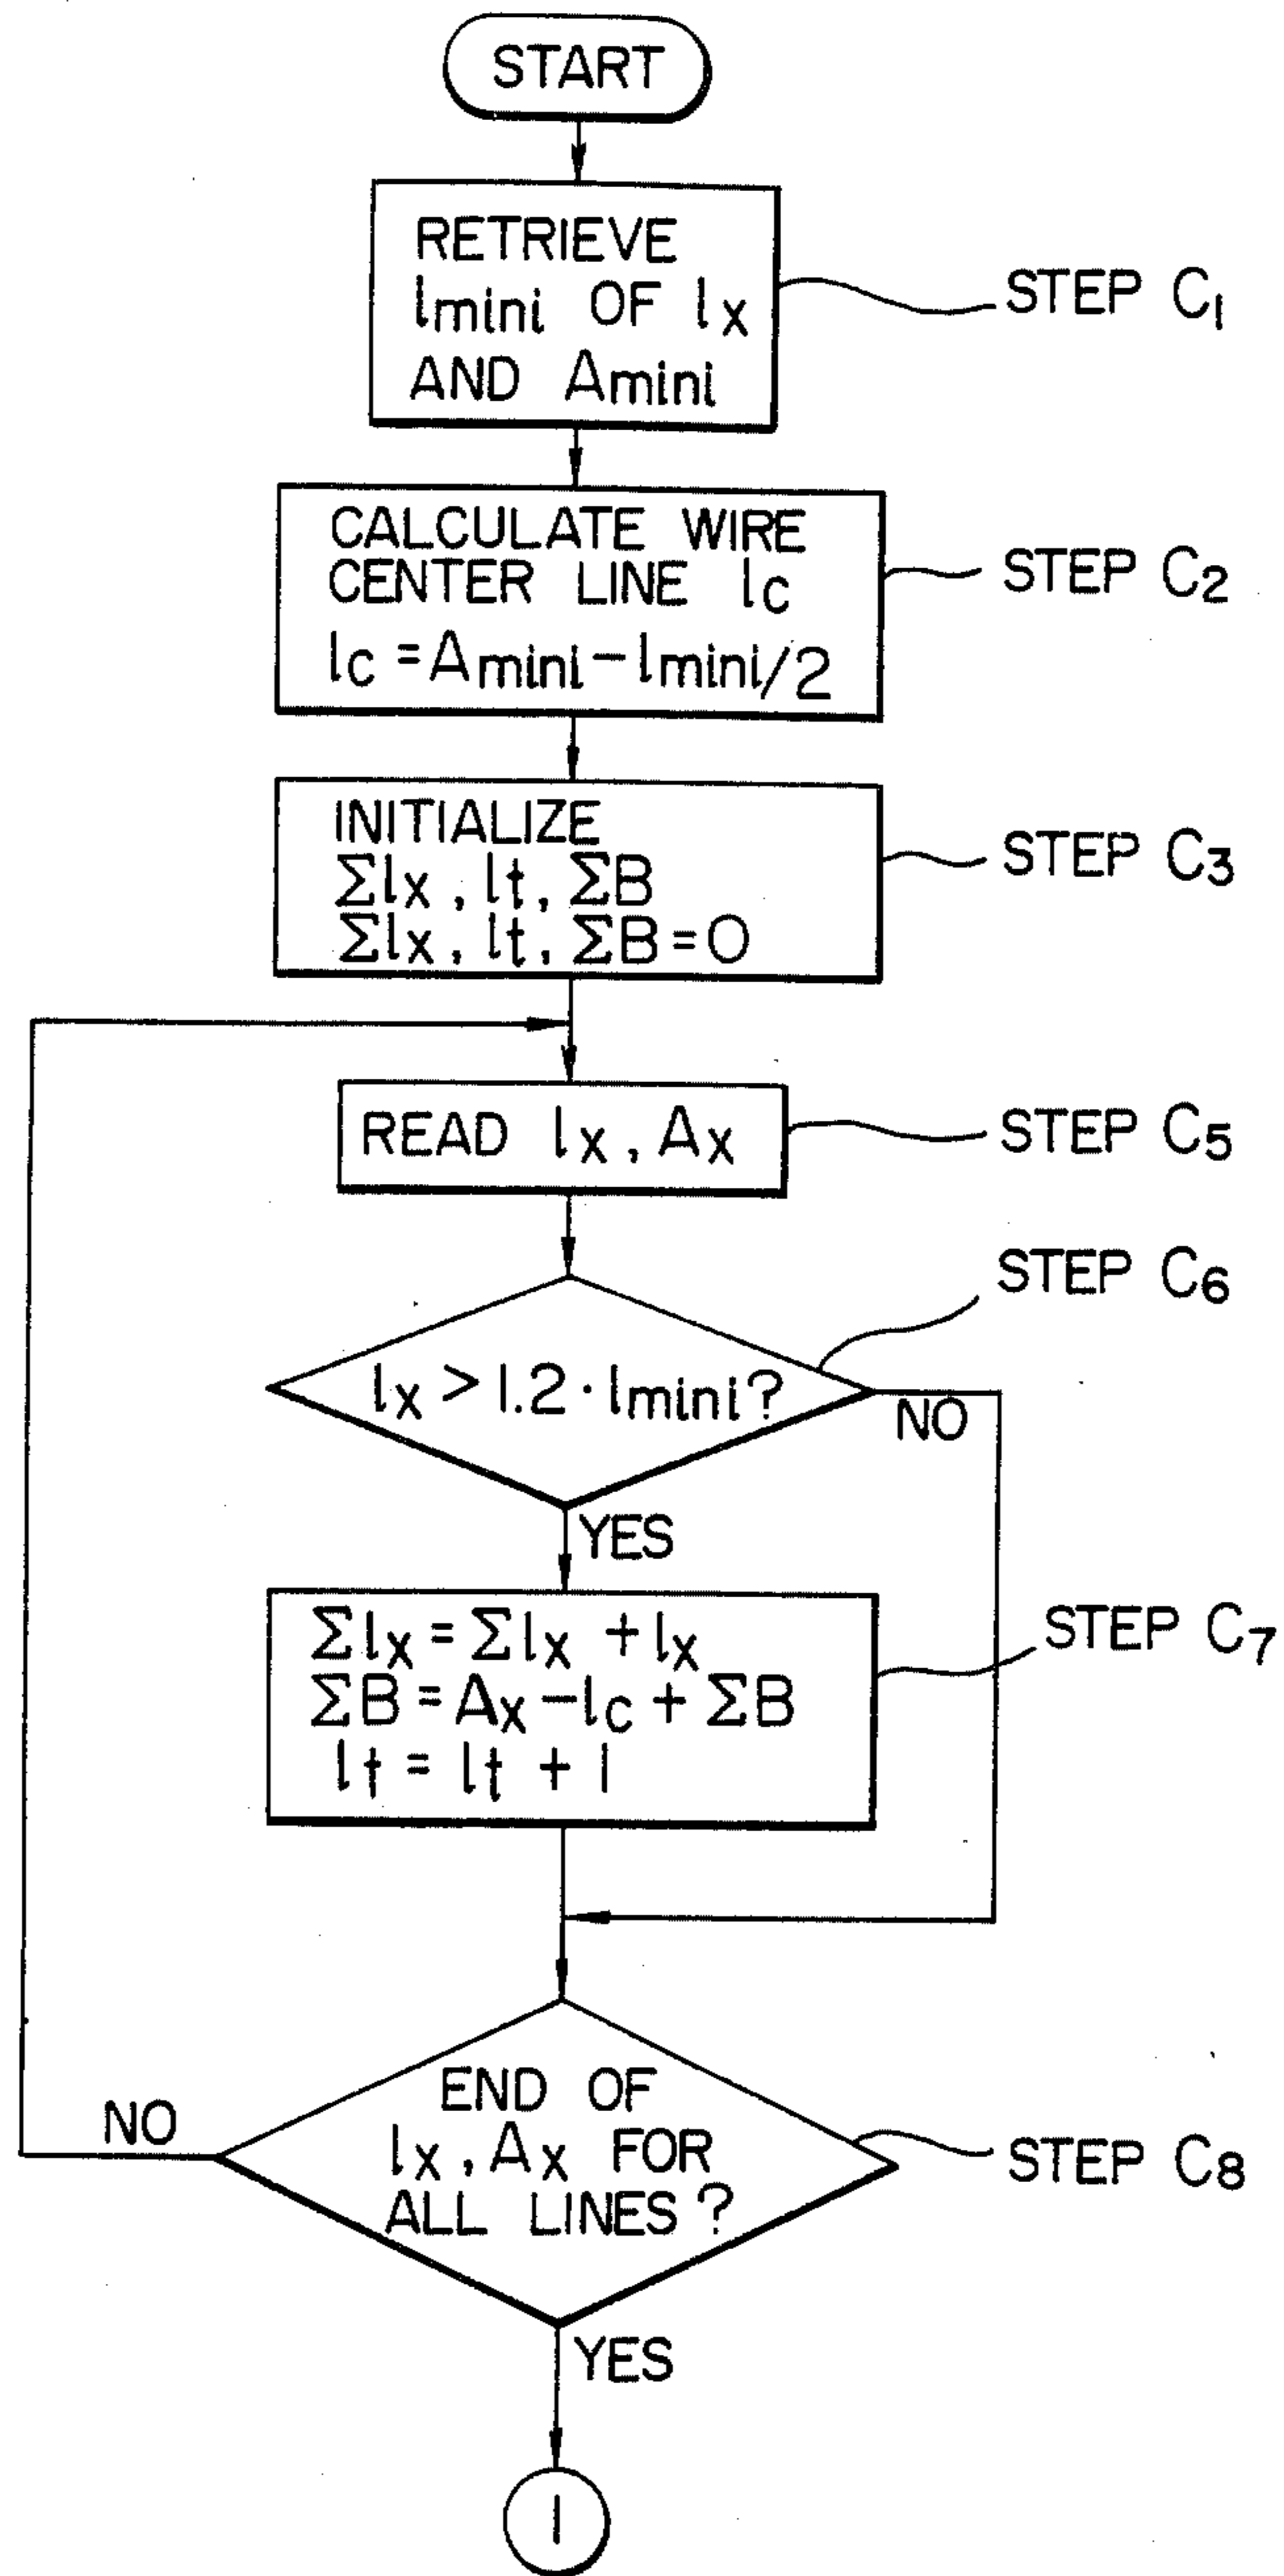 START
RETRIEVE
lmini OF lx
AND Amini
STEP C1
CALCULATE WIRE
CENTER LINE lc
lc = Amini - lmini/2
STEP C2
INITIALIZE
Σlx, lt, ΣB
Σlx, lt, ΣB = 0
STEP C3
READ lx, Ax
STEP C5
STEP C6
lx > 1.2 · lmini?
NO
YES
Σlx = Σlx + lx
ΣB = Ax - lc + ΣB
lt = lt + 1
STEP C7
END OF
lx, Ax FOR
ALL LINES?
NO
STEP C8
YES
1